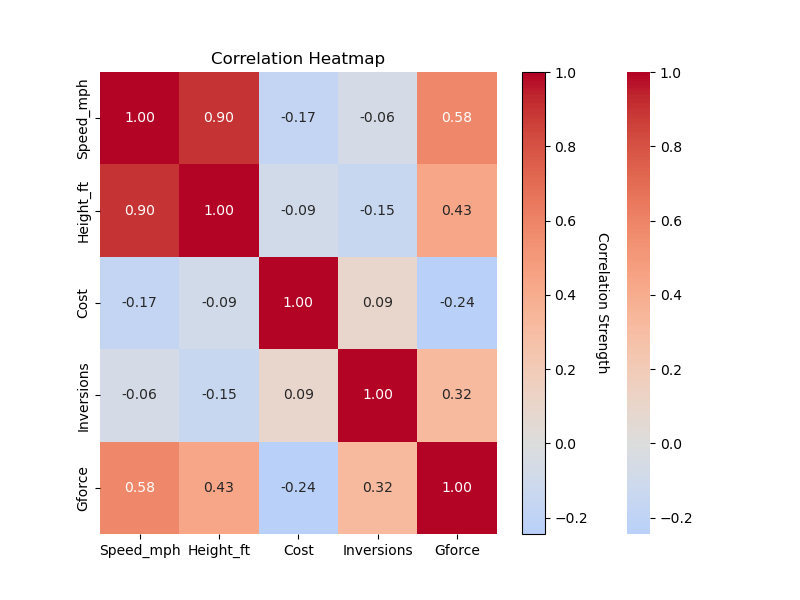 Correlation Heatmap
Speed_mph 1.00 0.90 -0.17 -0.06 0.58
Height_ft 0.90 1.00 -0.09 -0.15 0.43
Cost -0.17 -0.09 1.00 0.09 -0.24
Inversions -0.06 -0.15 0.09 1.00 0.32
Gforce 0.58 0.43 -0.24 0.32 1.00
Speed_mph Height_ft Cost Inversions Gforce
1.0
0.8
0.6
0.4
0.2
0.0
−0.2
Correlation Strength
1.0
0.8
0.6
0.4
0.2
0.0
−0.2